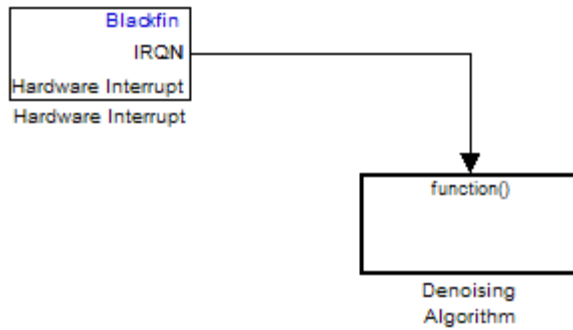 Blackfin
IRQN
Hardware Interrupt
Hardware Interrupt
function()
Denoising
Algorithm